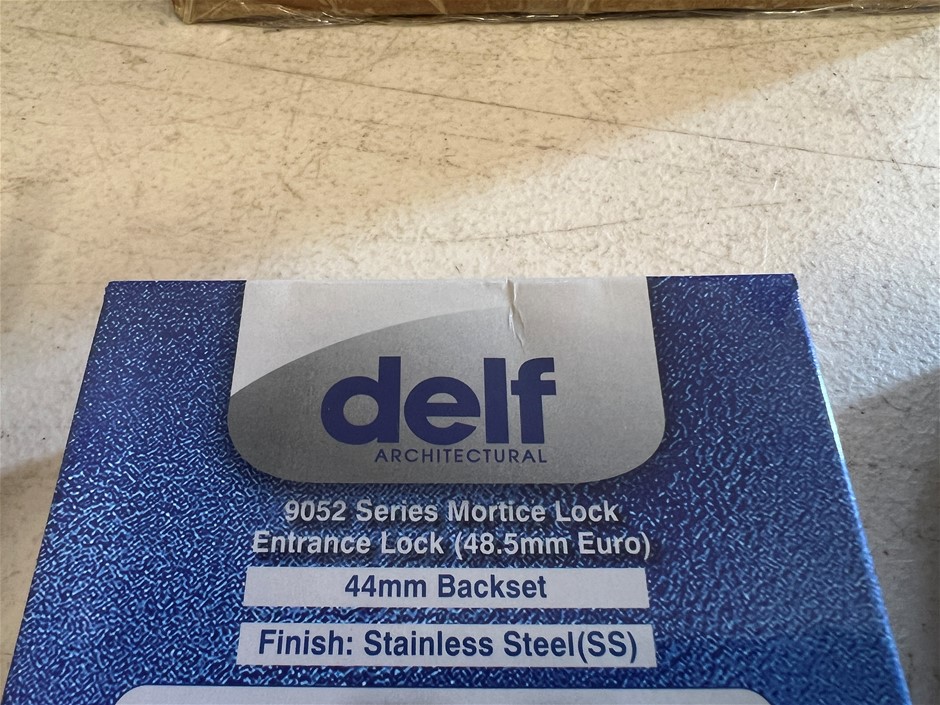 delf
ARCHITECTURAL
9052 Series Mortice Lock
Entrance Lock (48.5mm Euro)
44mm Backset
Finish: Stainless Steel(SS)